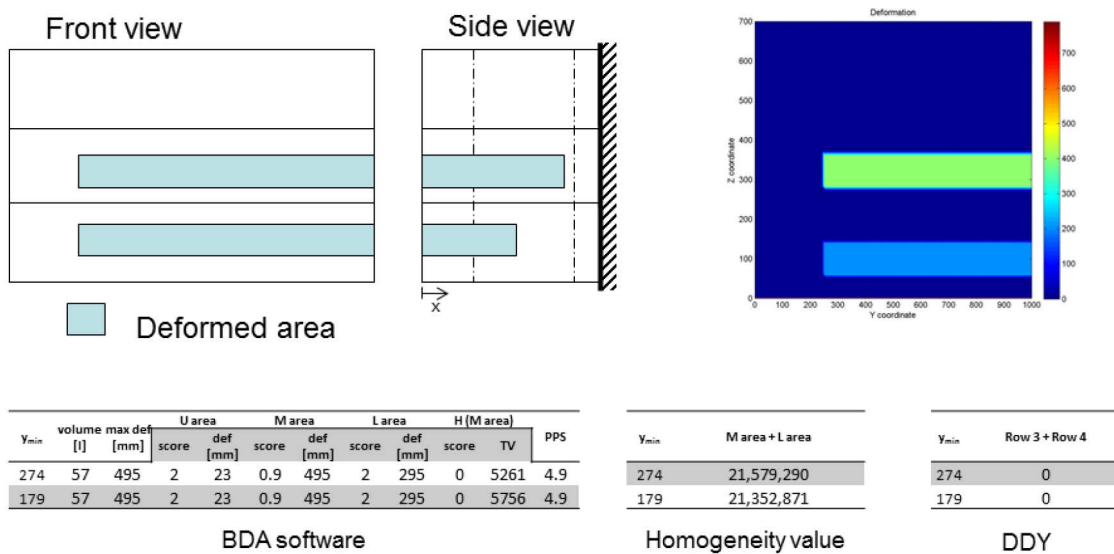 Front view
Side view
x
Deformed area
Deformation
700
600
500
400
300
200
100
0
Z coordinate
0 100 200 300 400 500 600 700 800 900 1000
Y coordinate
700
600
500
400
300
200
100
0
y_min volume [l] max def [mm] U area M area L area H (M area) PPS
score def [mm] score def [mm] score def [mm] score TV
274 57 495 2 23 0.9 495 2 295 0 5261 4.9
179 57 495 2 23 0.9 495 2 295 0 5756 4.9
BDA software
y_min M area + L area
274 21,579,290
179 21,352,871
Homogeneity value
y_min Row 3 + Row 4
274 0
179 0
DDY